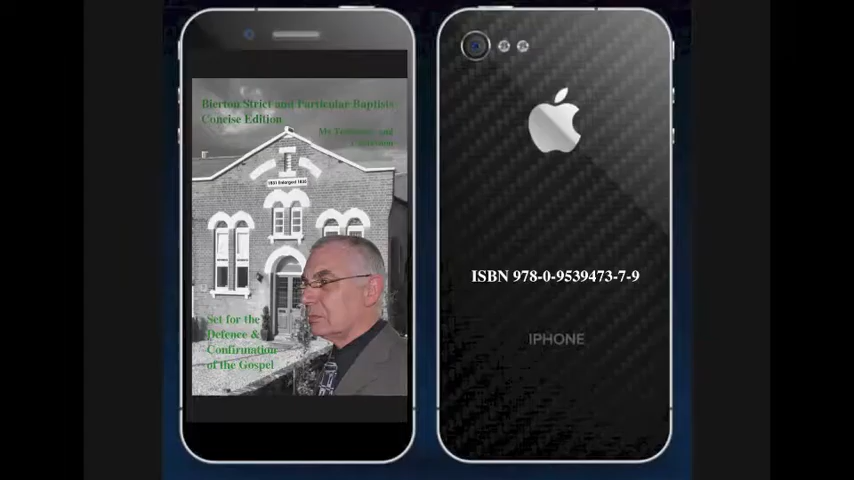 Bierton Strict and Particular Baptists
Concise Edition
My Testimony and
Set for the
Defence &
Confirmation
of the Gospel
ISBN 978-0-9539473-7-9
IPHONE